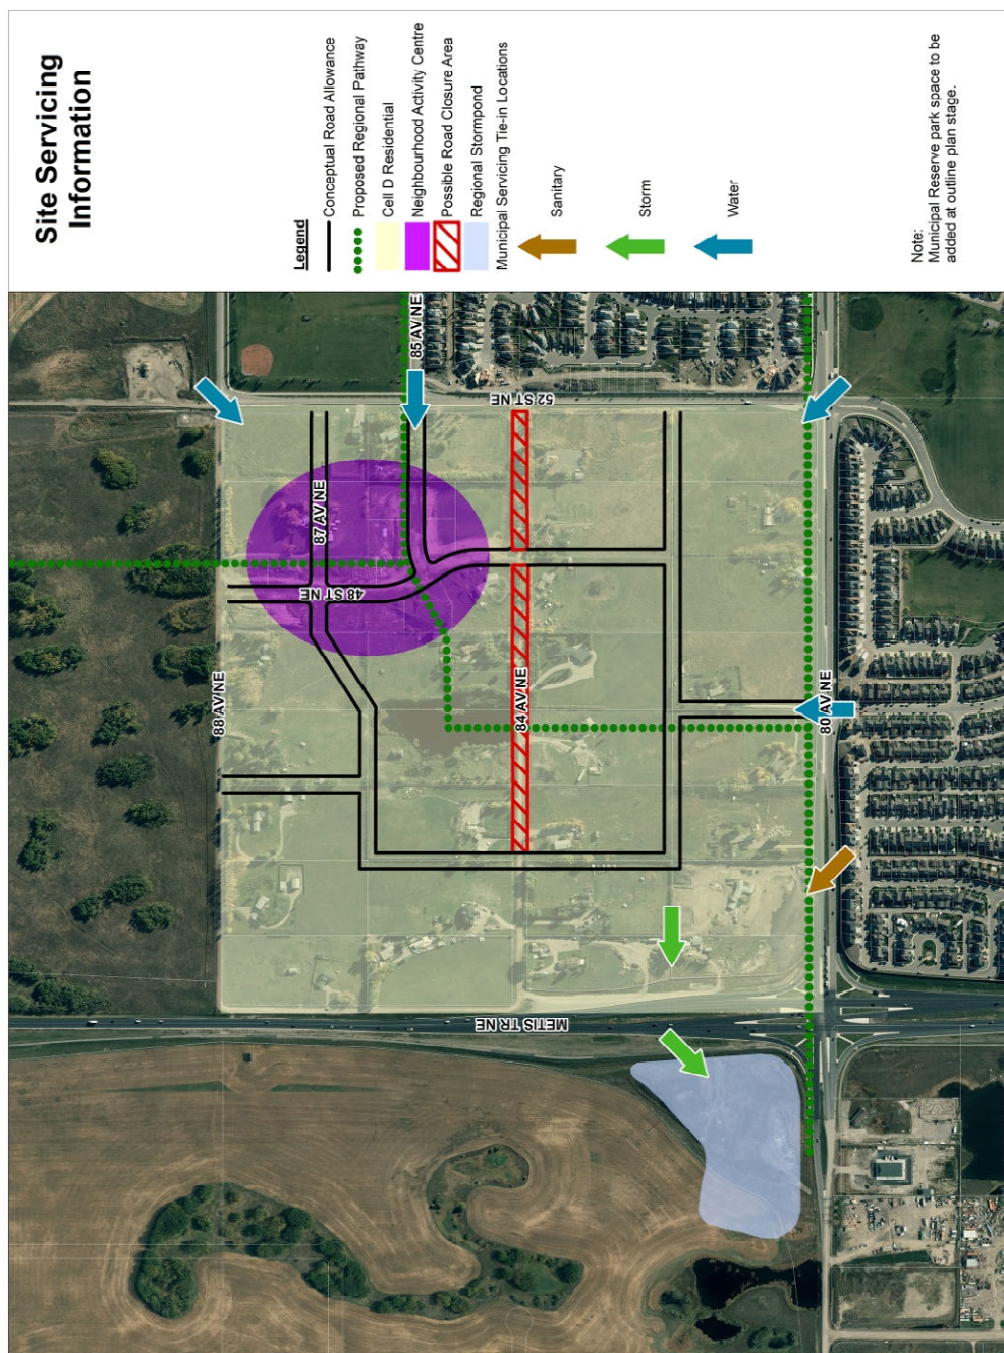 Site Servicing
Information
Legend
Conceptual Road Allowance
Proposed Regional Pathway
Cell D Residential
Neighbourhood Activity Centre
Possible Road Closure Area
Regional Stormpond
Municipal Servicing Tie-in Locations
Sanitary
Storm
Water
Note:
Municipal Reserve park space to be
added at outline plan stage.
88 AV NE
87 AV NE
48 ST NE
85 AV NE
52 ST NE
84 AV NE
80 AV NE
METIS TR NE